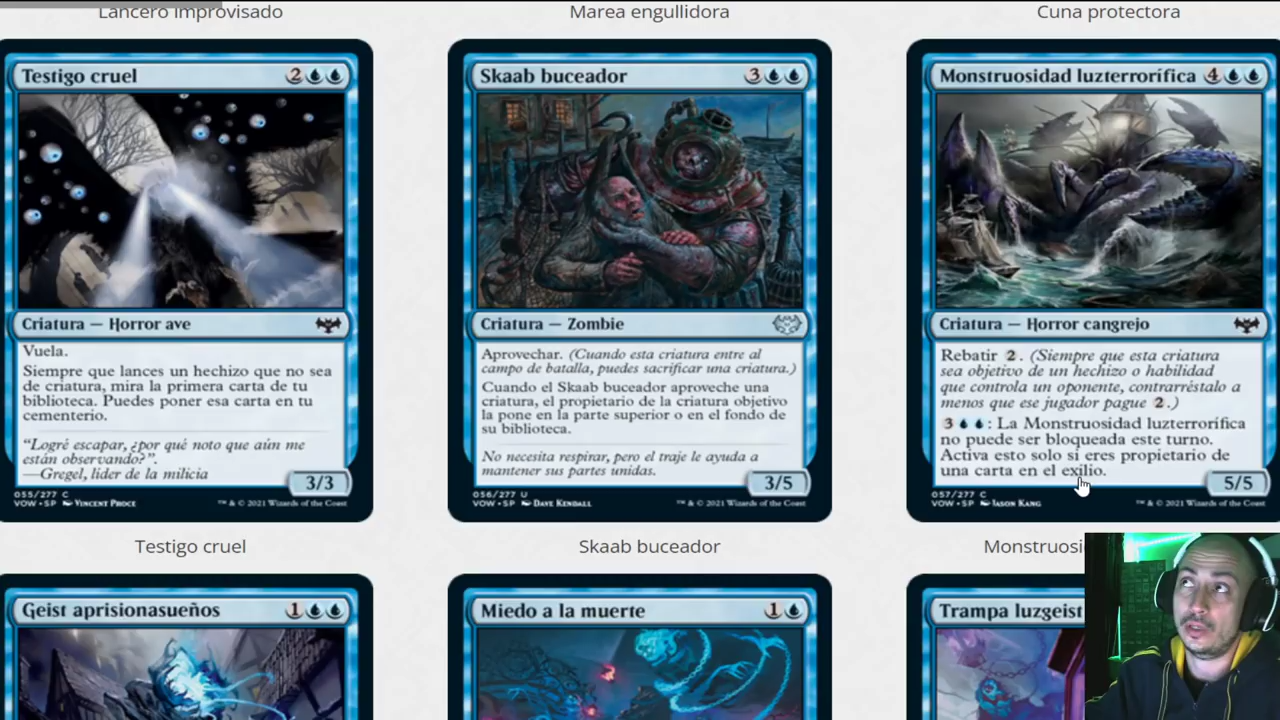 Lancero improvisado
Marea engullidora
Cuna protectora
Testigo cruel 2
Criatura — Horror ave
Vuela.
Siempre que lances un hechizo que no sea
de criatura, mira la primera carta de tu
biblioteca. Puedes poner esa carta en tu
cementerio.
“Logré escapar, ¿por qué noto que aún me
están observando?”.
—Gregel, líder de la milicia
3/3
055/277 C
VOW • SP VINCENT PROCE
™ & © 2021 Wizards of the Coast
Skaab buceador 3
Criatura — Zombie
Aprovechar. (Cuando esta criatura entre al
campo de batalla, puedes sacrificar una criatura.)
Cuando el Skaab buceador aproveche una
criatura, el propietario de la criatura objetivo
la pone en la parte superior o en el fondo de
su biblioteca.
No necesita respirar, pero el traje le ayuda a
mantener sus partes unidas.
3/5
056/277 U
VOW • SP DAVE KENDALL
™ & © 2021 Wizards of the Coast
Monstruosidad luzterrorífica 4
Criatura — Horror cangrejo
Rebatir 2. (Siempre que esta criatura
sea objetivo de un hechizo o habilidad
que controla un oponente, contrarréstalo a
menos que ese jugador pague 2.)
3 : La Monstruosidad luzterrorífica
no puede ser bloqueada este turno.
Activa esto solo si eres propietario de
una carta en el exilio.
5/5
057/277 C
VOW • SP JASON KANG
™ & © 2021 Wizards of the Coast
Testigo cruel
Skaab buceador
Monstruosi
Geist aprisionasueños 1
Miedo a la muerte 1
Trampa luzgeist